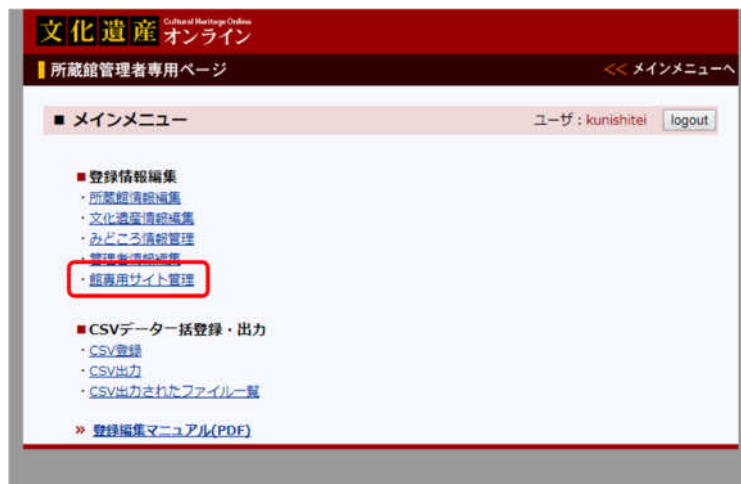 文化遺産 Cultural Heritage Online オンライン
所蔵館管理者専用ページ << メインメニューへ
■ メインメニュー ユーザ：kunishitei logout
■登録情報編集
・所蔵館情報編集
・文化遺産情報編集
・みどころ情報管理
・管理者情報編集
・館専用サイト管理
■CSVデータ一括登録・出力
・CSV登録
・CSV出力
・CSV出力されたファイル一覧
» 登録編集マニュアル(PDF)